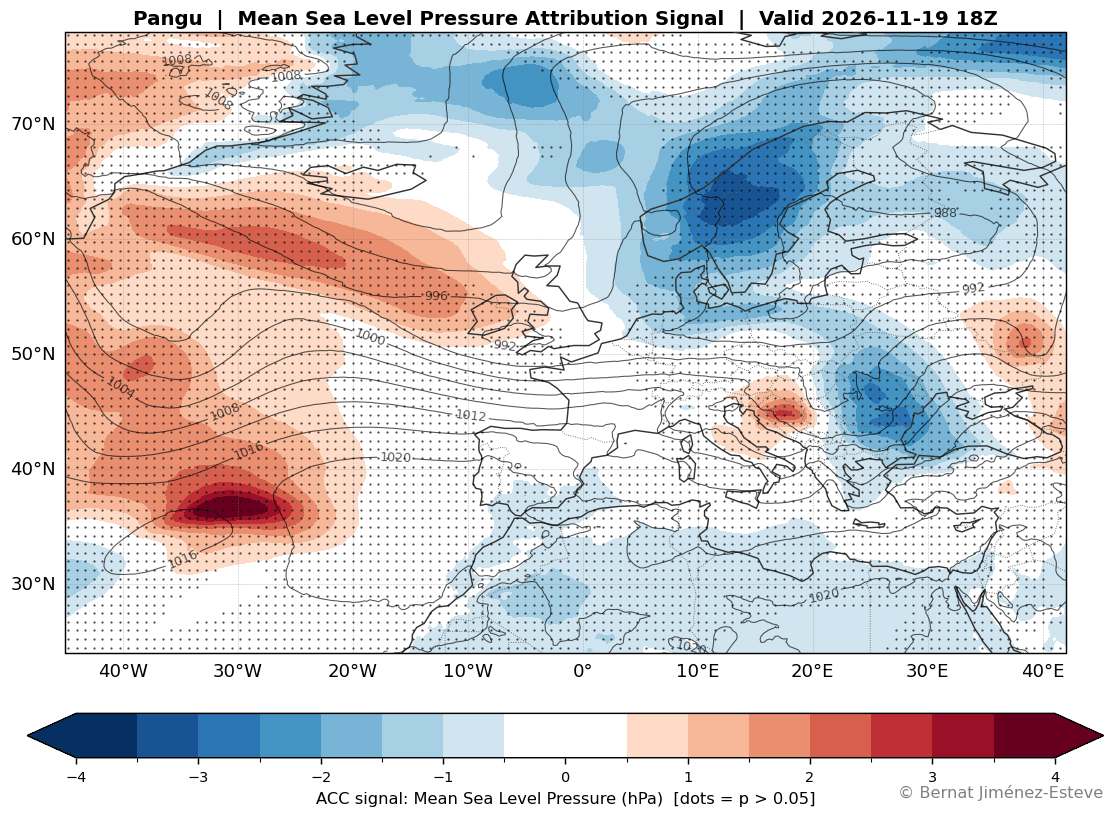 Pangu | Mean Sea Level Pressure Attribution Signal | Valid 2026-11-19 18Z
1008
1008
1008
70°N
988
60°N
992
996
1000
992
50°N
1004
1008
1012
1016
1020
40°N
1016
30°N
1020
1020
40°W 30°W 20°W 10°W 0° 10°E 20°E 30°E 40°E
−4 −3 −2 −1 0 1 2 3 4
ACC signal: Mean Sea Level Pressure (hPa) [dots = p > 0.05]
© Bernat Jiménez-Esteve